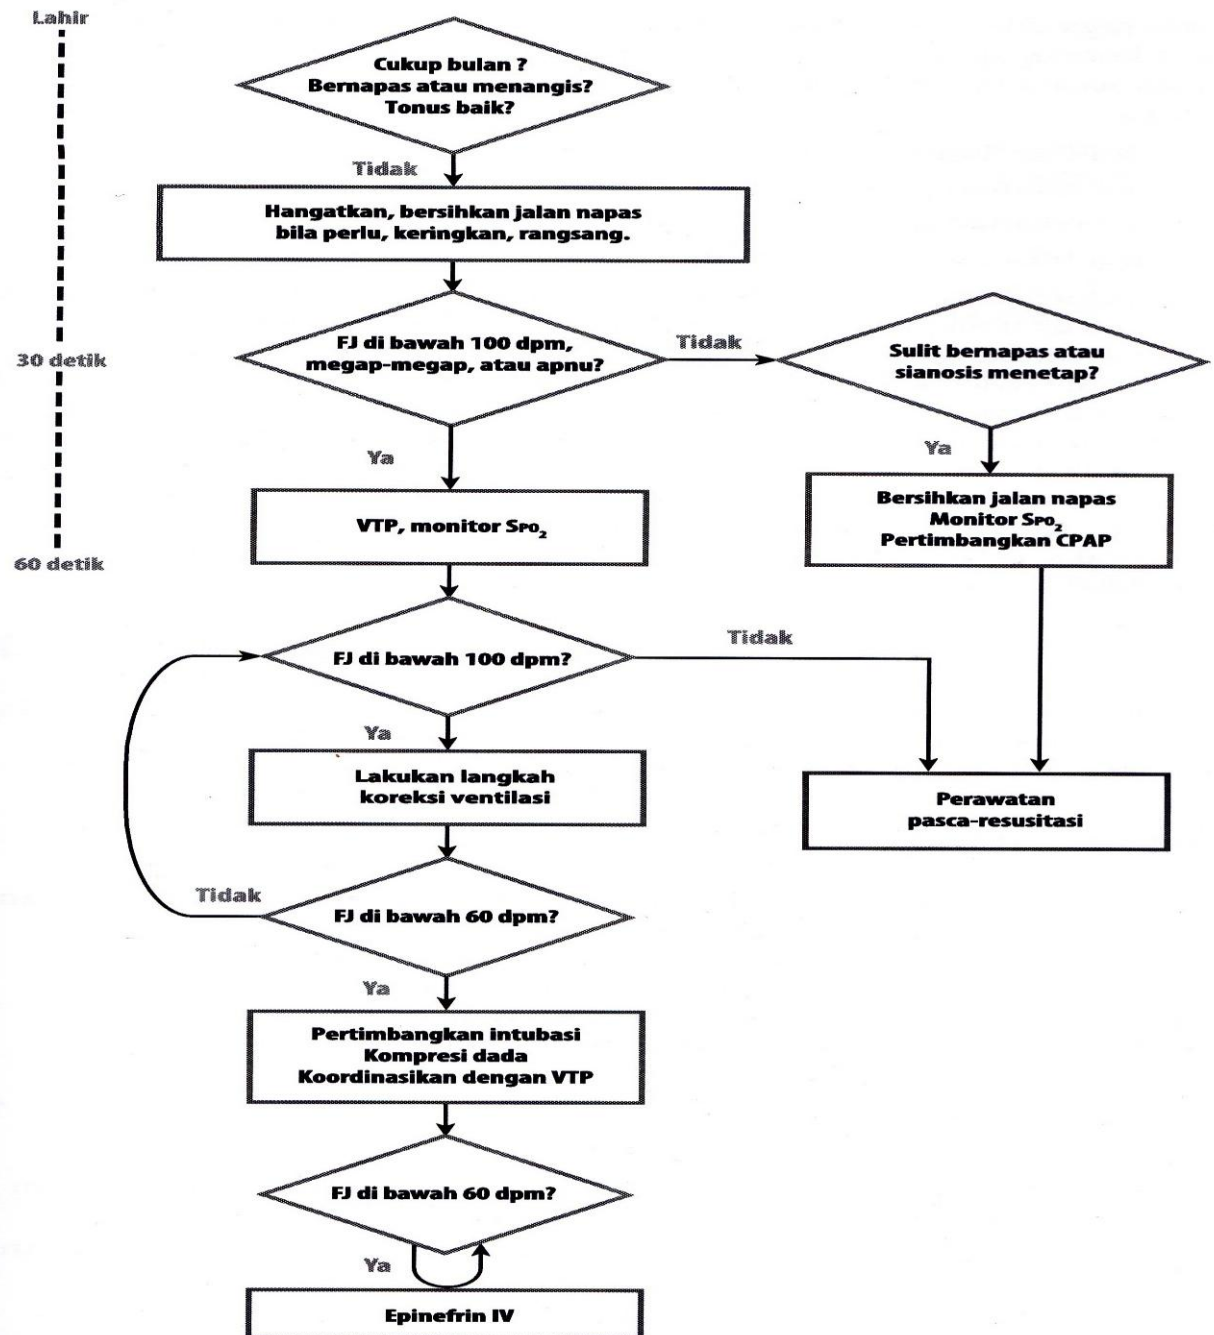 Lahir
Cukup bulan ?
Bernapas atau menangis?
Tonus baik?
Tidak
Hangatkan, bersihkan jalan napas
bila perlu, keringkan, rangsang.
30 detik
FJ di bawah 100 dpm,
megap-megap, atau apnu?
Tidak
Sulit bernapas atau
sianosis menetap?
Ya
Ya
VTP, monitor SPO₂
Bersihkan jalan napas
Monitor SPO₂
Pertimbangkan CPAP
60 detik
FJ di bawah 100 dpm?
Tidak
Ya
Lakukan langkah
koreksi ventilasi
Perawatan
pasca-resusitasi
Tidak
FJ di bawah 60 dpm?
Ya
Pertimbangkan intubasi
Kompresi dada
Koordinasikan dengan VTP
FJ di bawah 60 dpm?
Ya
Epinefrin IV